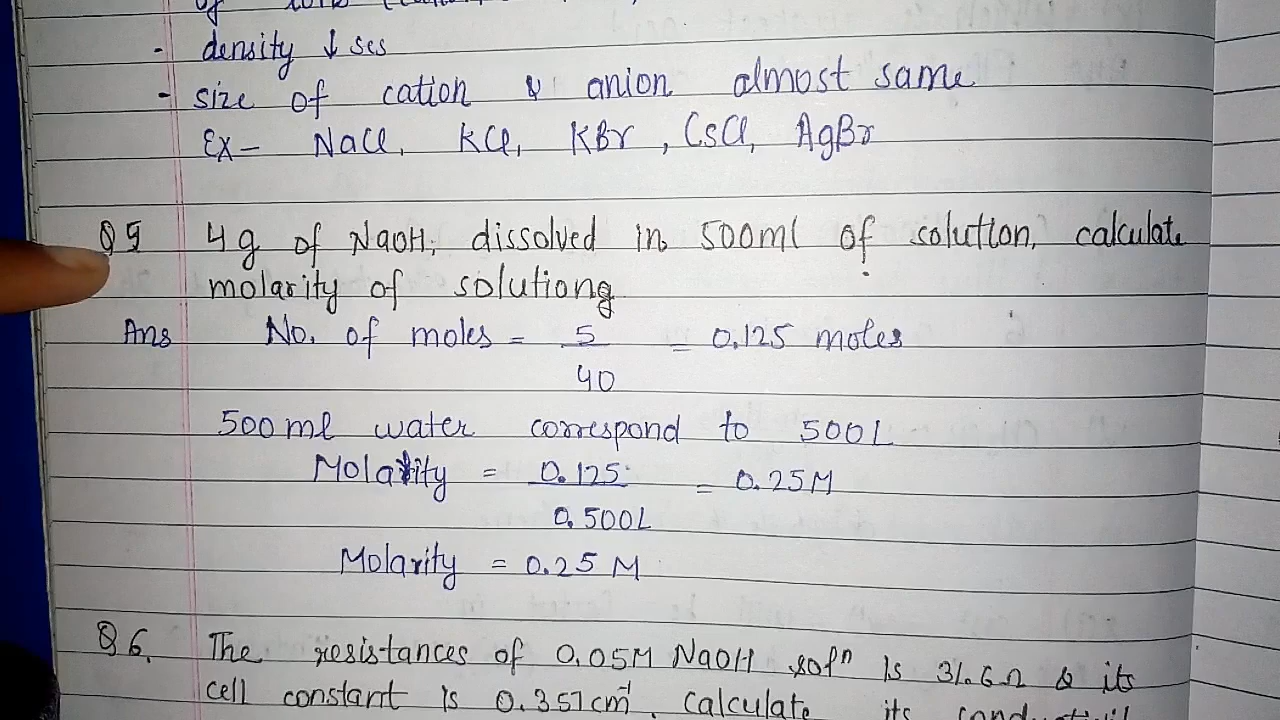 of
- density ↓ ses
- size of cation & anion almost same
Ex- NaCl, KCl, KBr, CsCl, AgBr
Q5 4g of NaOH, dissolved in 500ml of solution, calculate
molarity of solutiong
Ans No. of moles = 5/40 = 0.125 moles
500ml water correspond to 500L
Molarity = 0.125/0.500L = 0.25M
Molarity = 0.25 M
Q6. The resistances of 0.05M NaOH solⁿ is 31.6Ω & its
cell constant is 0.357cm⁻¹. Calculate its